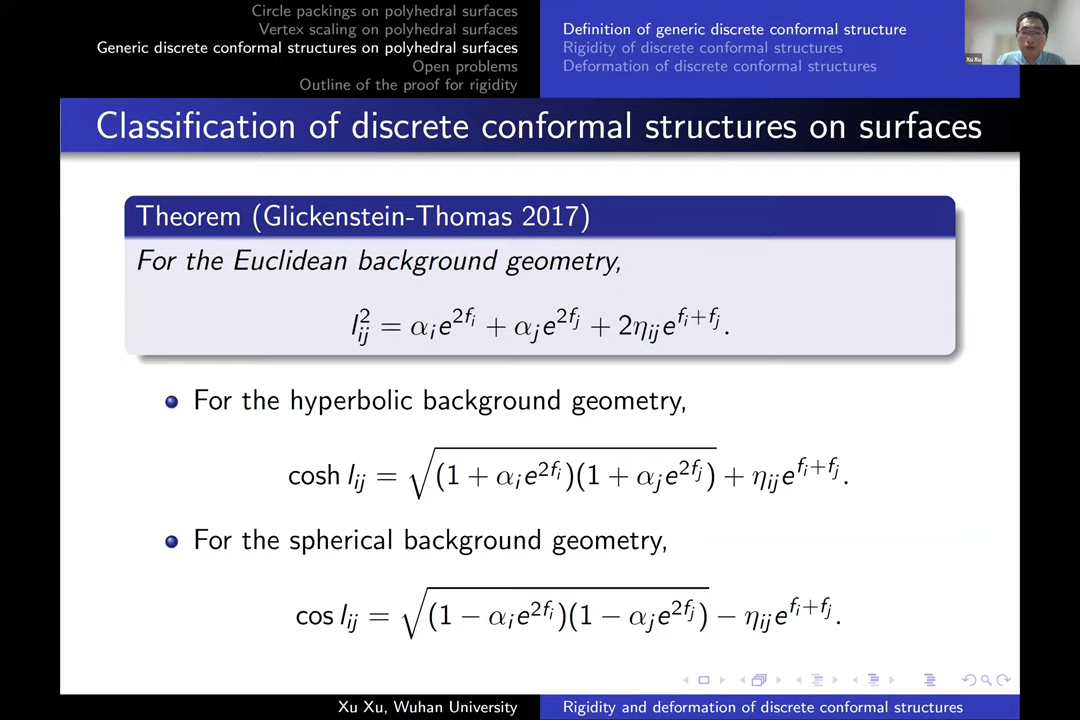 Circle packings on polyhedral surfaces
Vertex scaling on polyhedral surfaces
Generic discrete conformal structures on polyhedral surfaces
Open problems
Outline of the proof for rigidity
Definition of generic discrete conformal structure
Rigidity of discrete conformal structures
Deformation of discrete conformal structures
Xu Xu
Classification of discrete conformal structures on surfaces
Theorem (Glickenstein-Thomas 2017)
For the Euclidean background geometry,
l_{ij}^2 = α_i e^{2f_i} + α_j e^{2f_j} + 2η_{ij} e^{f_i+f_j}.
For the hyperbolic background geometry,
cosh l_{ij} = √((1 + α_i e^{2f_i})(1 + α_j e^{2f_j})) + η_{ij} e^{f_i+f_j}.
For the spherical background geometry,
cos l_{ij} = √((1 − α_i e^{2f_i})(1 − α_j e^{2f_j})) − η_{ij} e^{f_i+f_j}.
Xu Xu, Wuhan University
Rigidity and deformation of discrete conformal structures